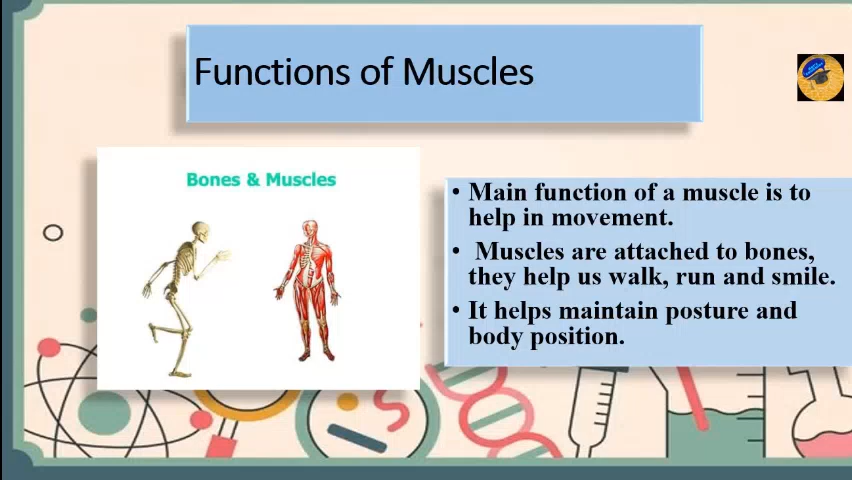 Functions of Muscles
Bones & Muscles
• Main function of a muscle is to
help in movement.
• Muscles are attached to bones,
they help us walk, run and smile.
• It helps maintain posture and
body position.